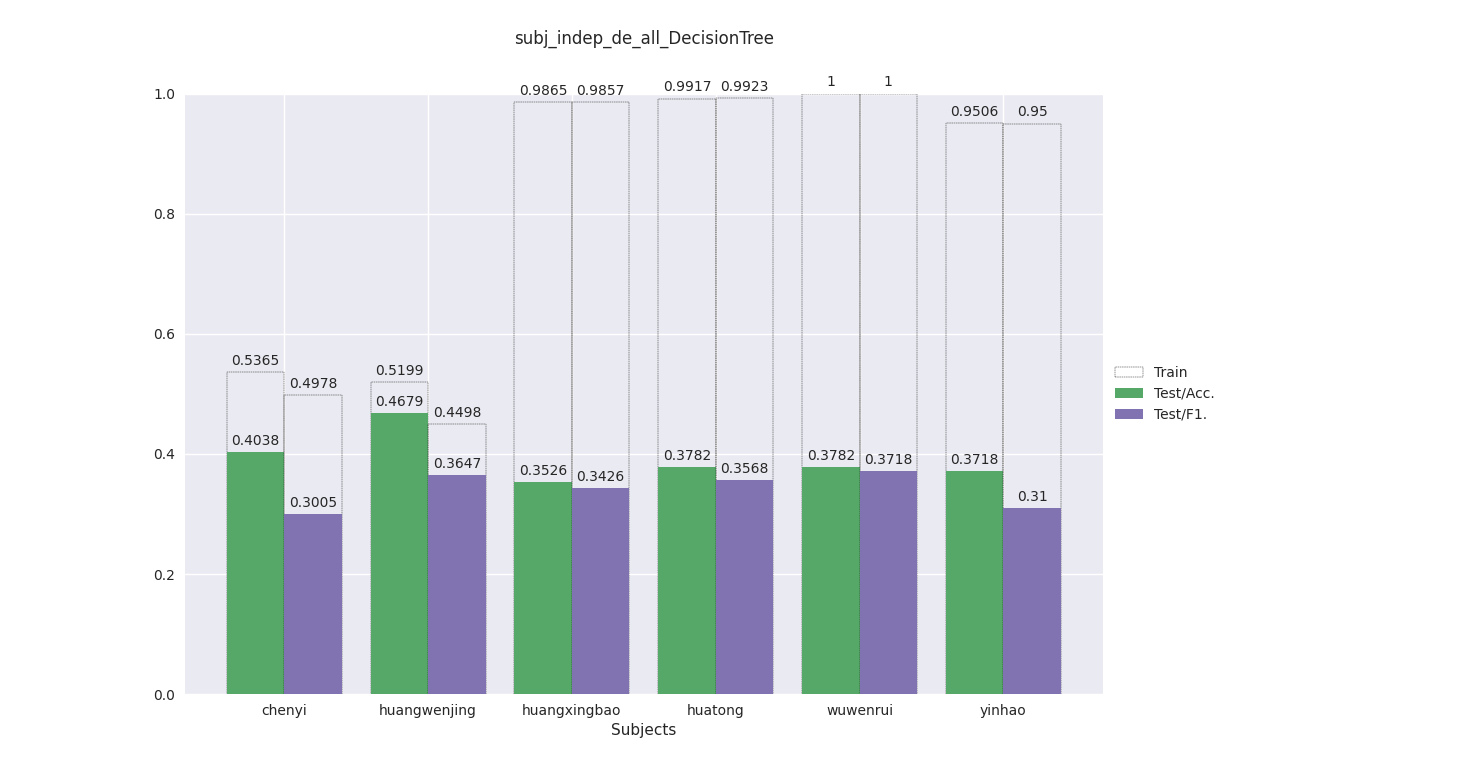 subj_indep_de_all_DecisionTree
1.0
0.8
0.6
0.4
0.2
0.0
0.5365
0.4978
0.4038
0.3005
0.5199
0.4498
0.4679
0.3647
0.9865
0.9857
0.3526
0.3426
0.9917
0.9923
0.3782
0.3568
1
1
0.3782
0.3718
0.9506
0.95
0.3718
0.31
chenyi
huangwenjing
huangxingbao
huatong
wuwenrui
yinhao
Subjects
Train
Test/Acc.
Test/F1.